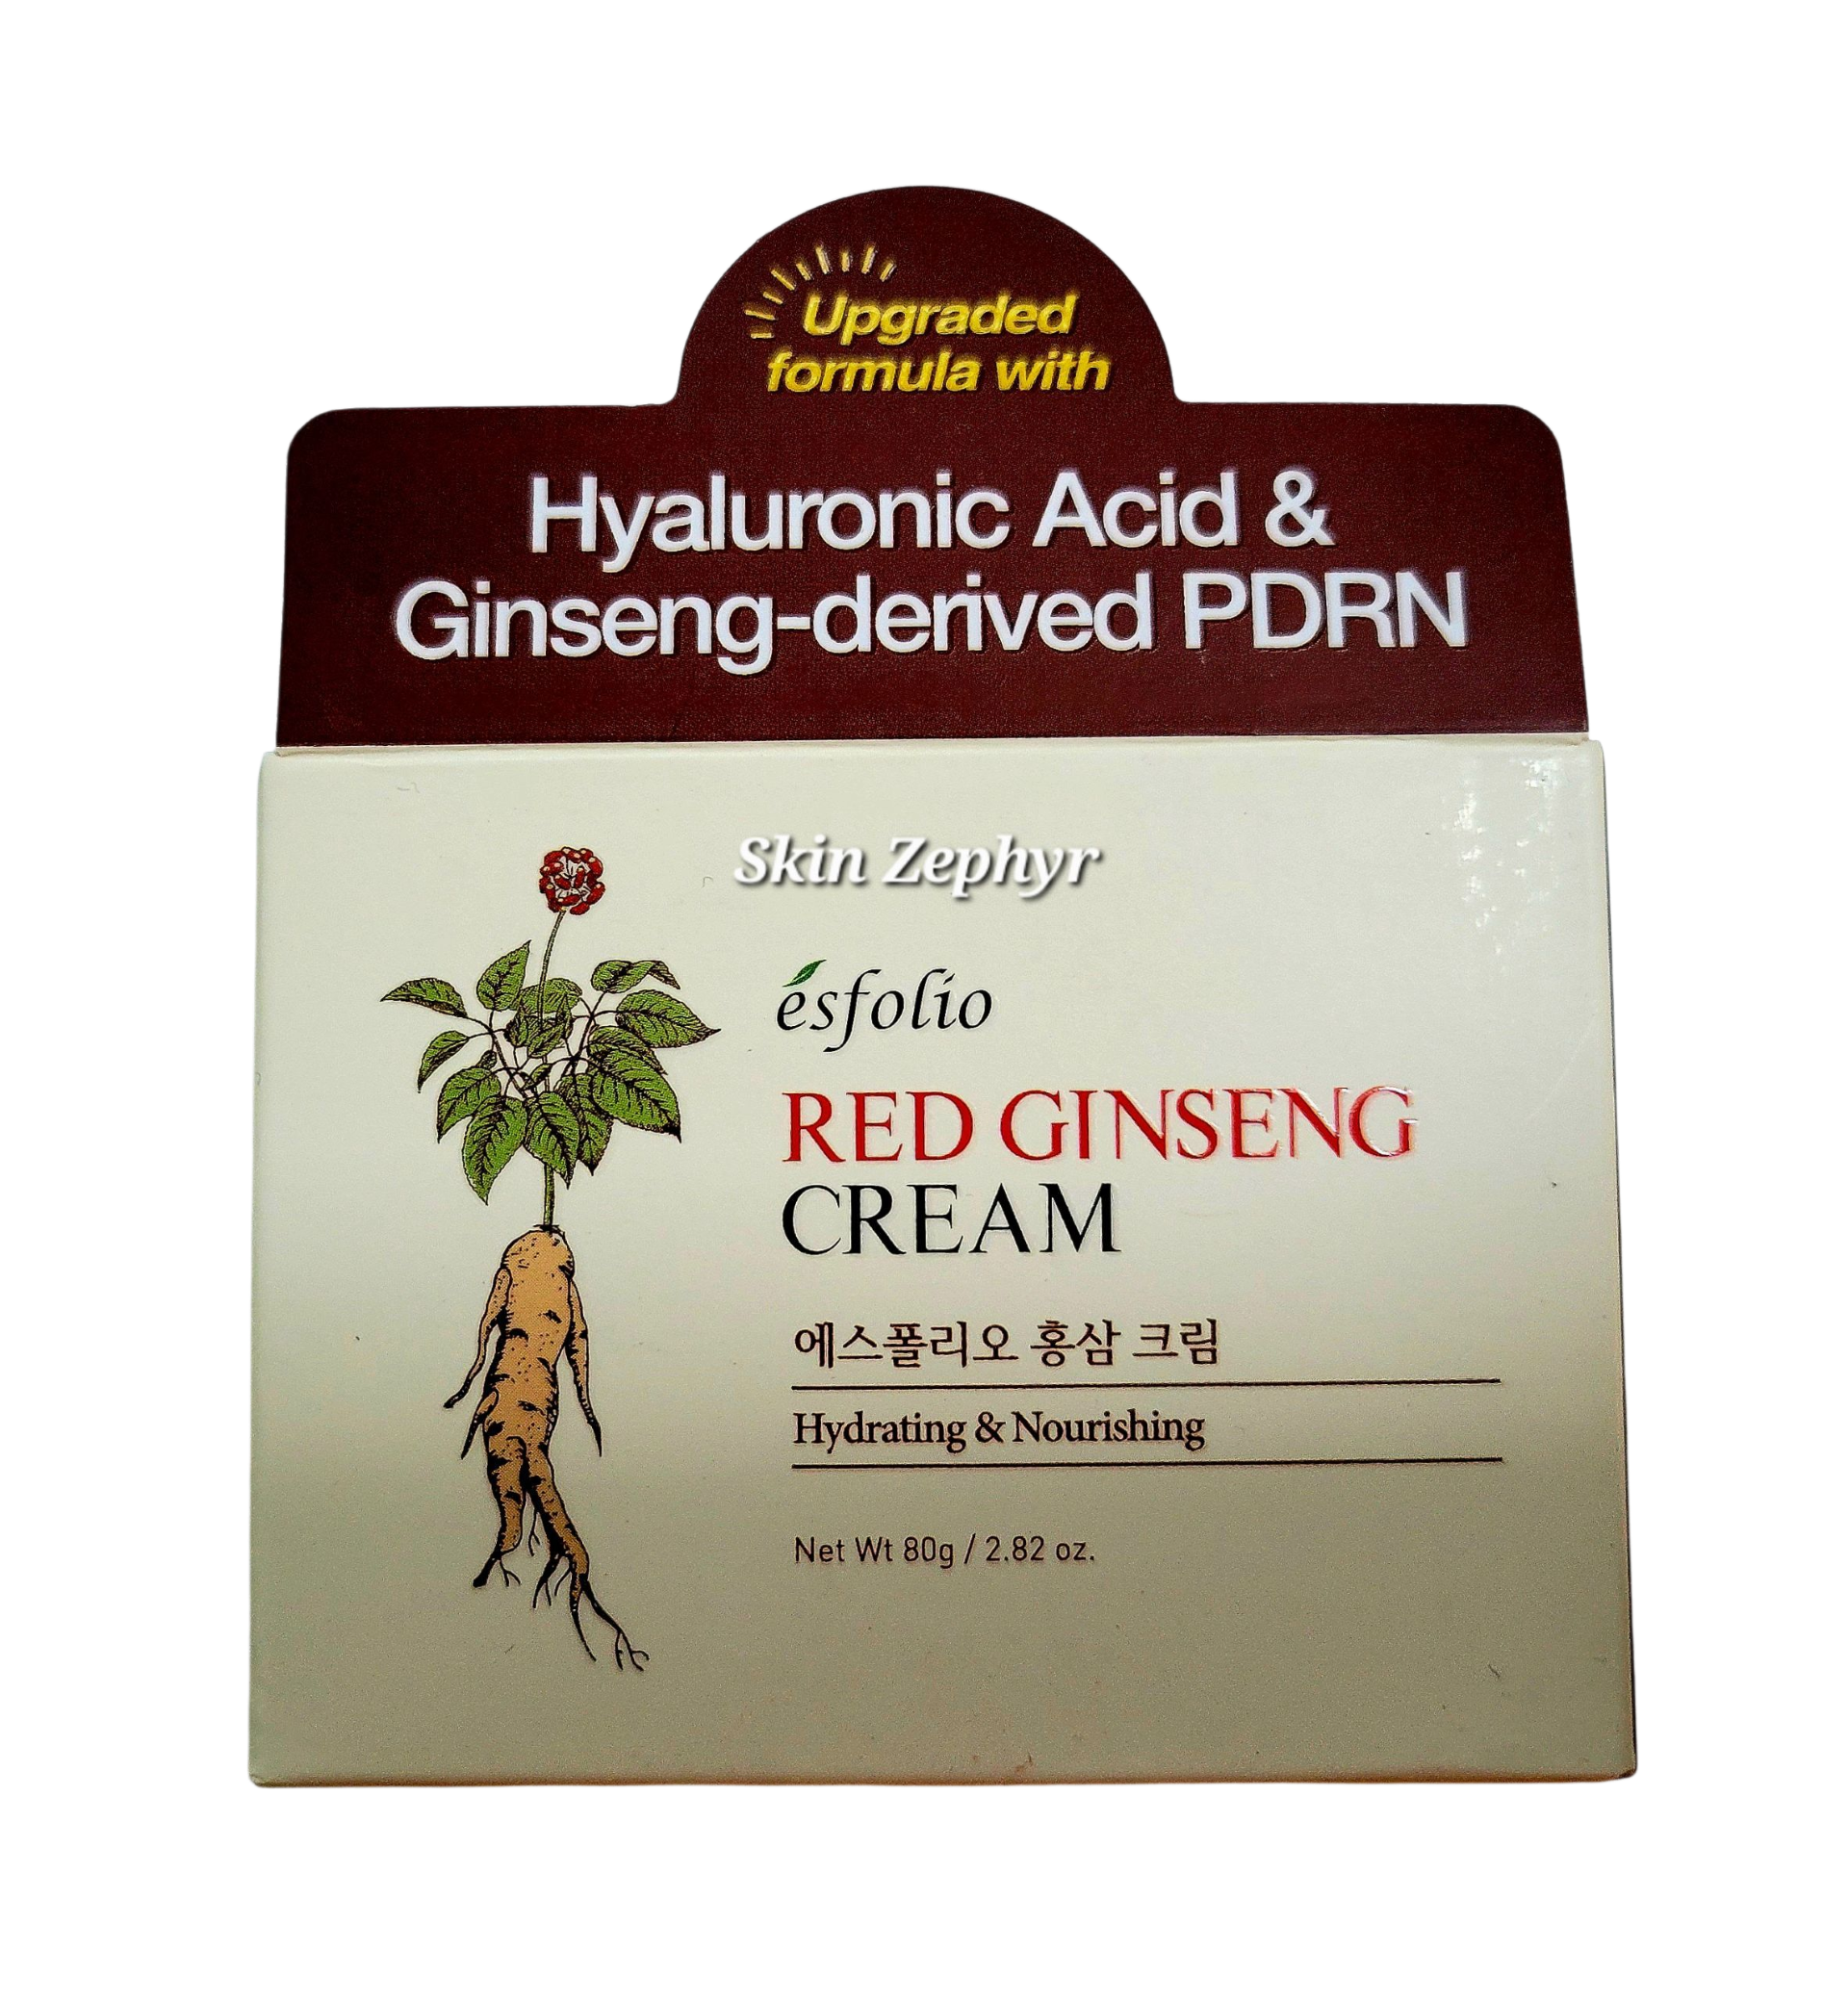 Upgraded
formula with
Hyaluronic Acid &
Ginseng-derived PDRN
Skin Zephyr
ésfolio
RED GINSENG
CREAM
에스폴리오 홍삼 크림
Hydrating & Nourishing
Net Wt 80g / 2.82 oz.